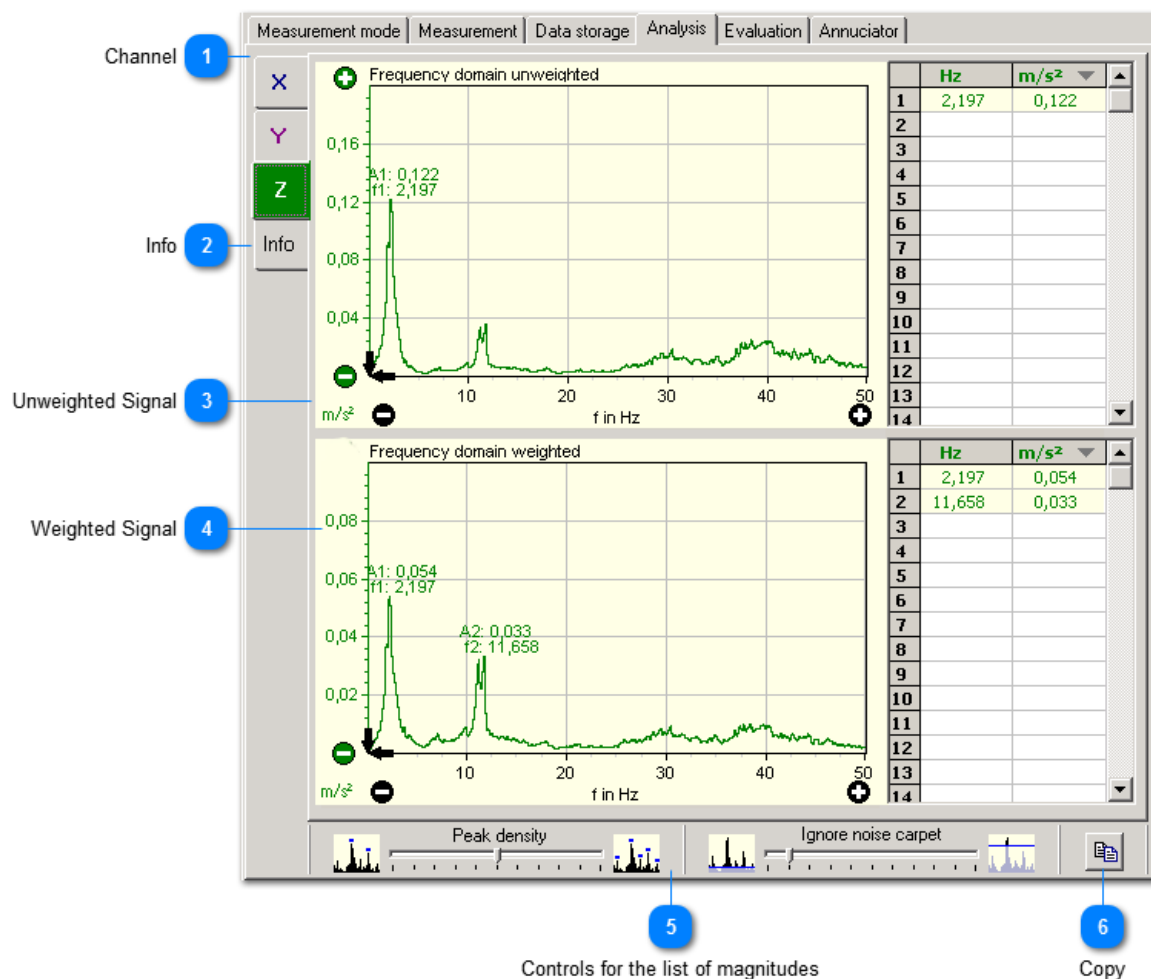 Measurement mode Measurement Data storage Analysis Evaluation Annuciator
Channel 1
X
Y
Z
Info 2 Info
Unweighted Signal 3
Weighted Signal 4
Frequency domain unweighted
0,16
0,12
0,08
0,04
A1: 0,122
f1: 2,197
10 20 30 40 50
m/s² f in Hz
Hz m/s²
1 2,197 0,122
2
3
4
5
6
7
8
9
10
11
12
13
14
Frequency domain weighted
0,08
0,06
0,04
0,02
A1: 0,054
f1: 2,197
A2: 0,033
f2: 11,658
10 20 30 40 50
m/s² f in Hz
Hz m/s²
1 2,197 0,054
2 11,658 0,033
3
4
5
6
7
8
9
10
11
12
13
14
Peak density Ignore noise carpet
5 6
Controls for the list of magnitudes Copy